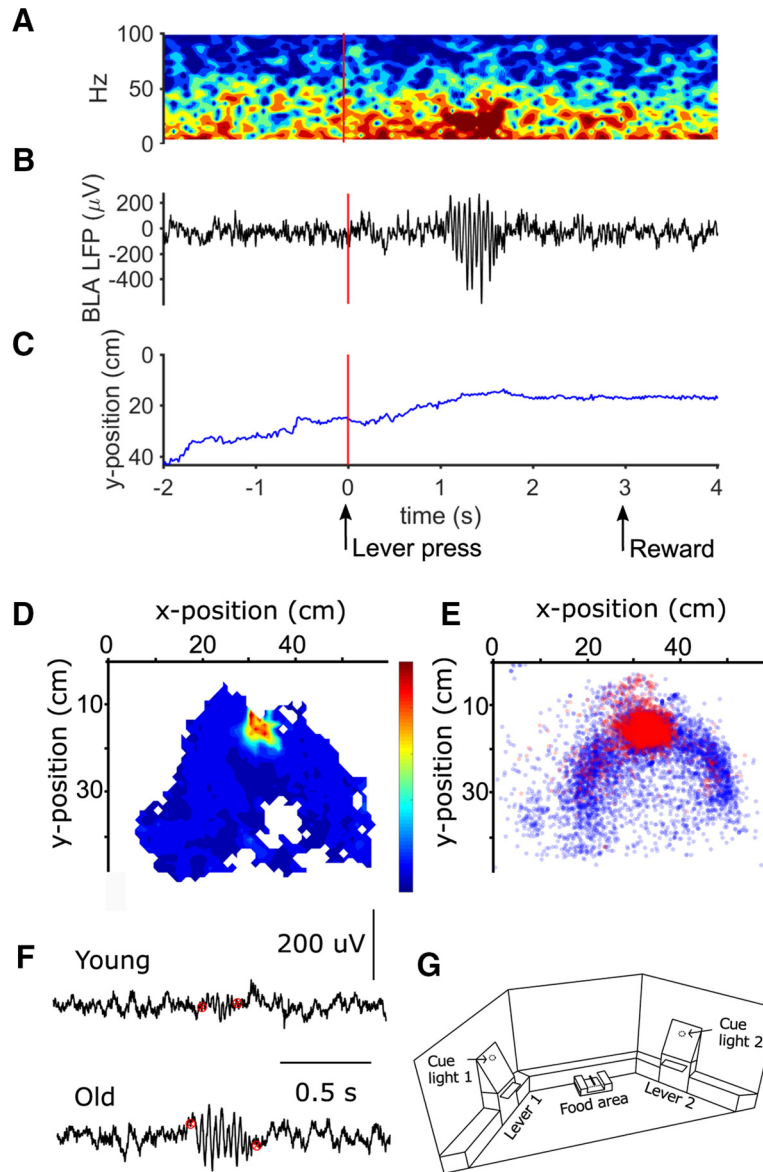 A
Hz
100
50
0
B
BLA LFP (μV)
200
0
-200
-400
C
y-position (cm)
0
20
40
-2 -1 0 1 2 3 4
time (s)
Lever press
Reward
D
x-position (cm)
0 20 40
y-position (cm)
10
30
E
x-position (cm)
0 20 40
y-position (cm)
10
30
F
Young
200 uV
Old
0.5 s
G
Cue
light 1
Cue
light 2
Lever 1
Food area
Lever 2